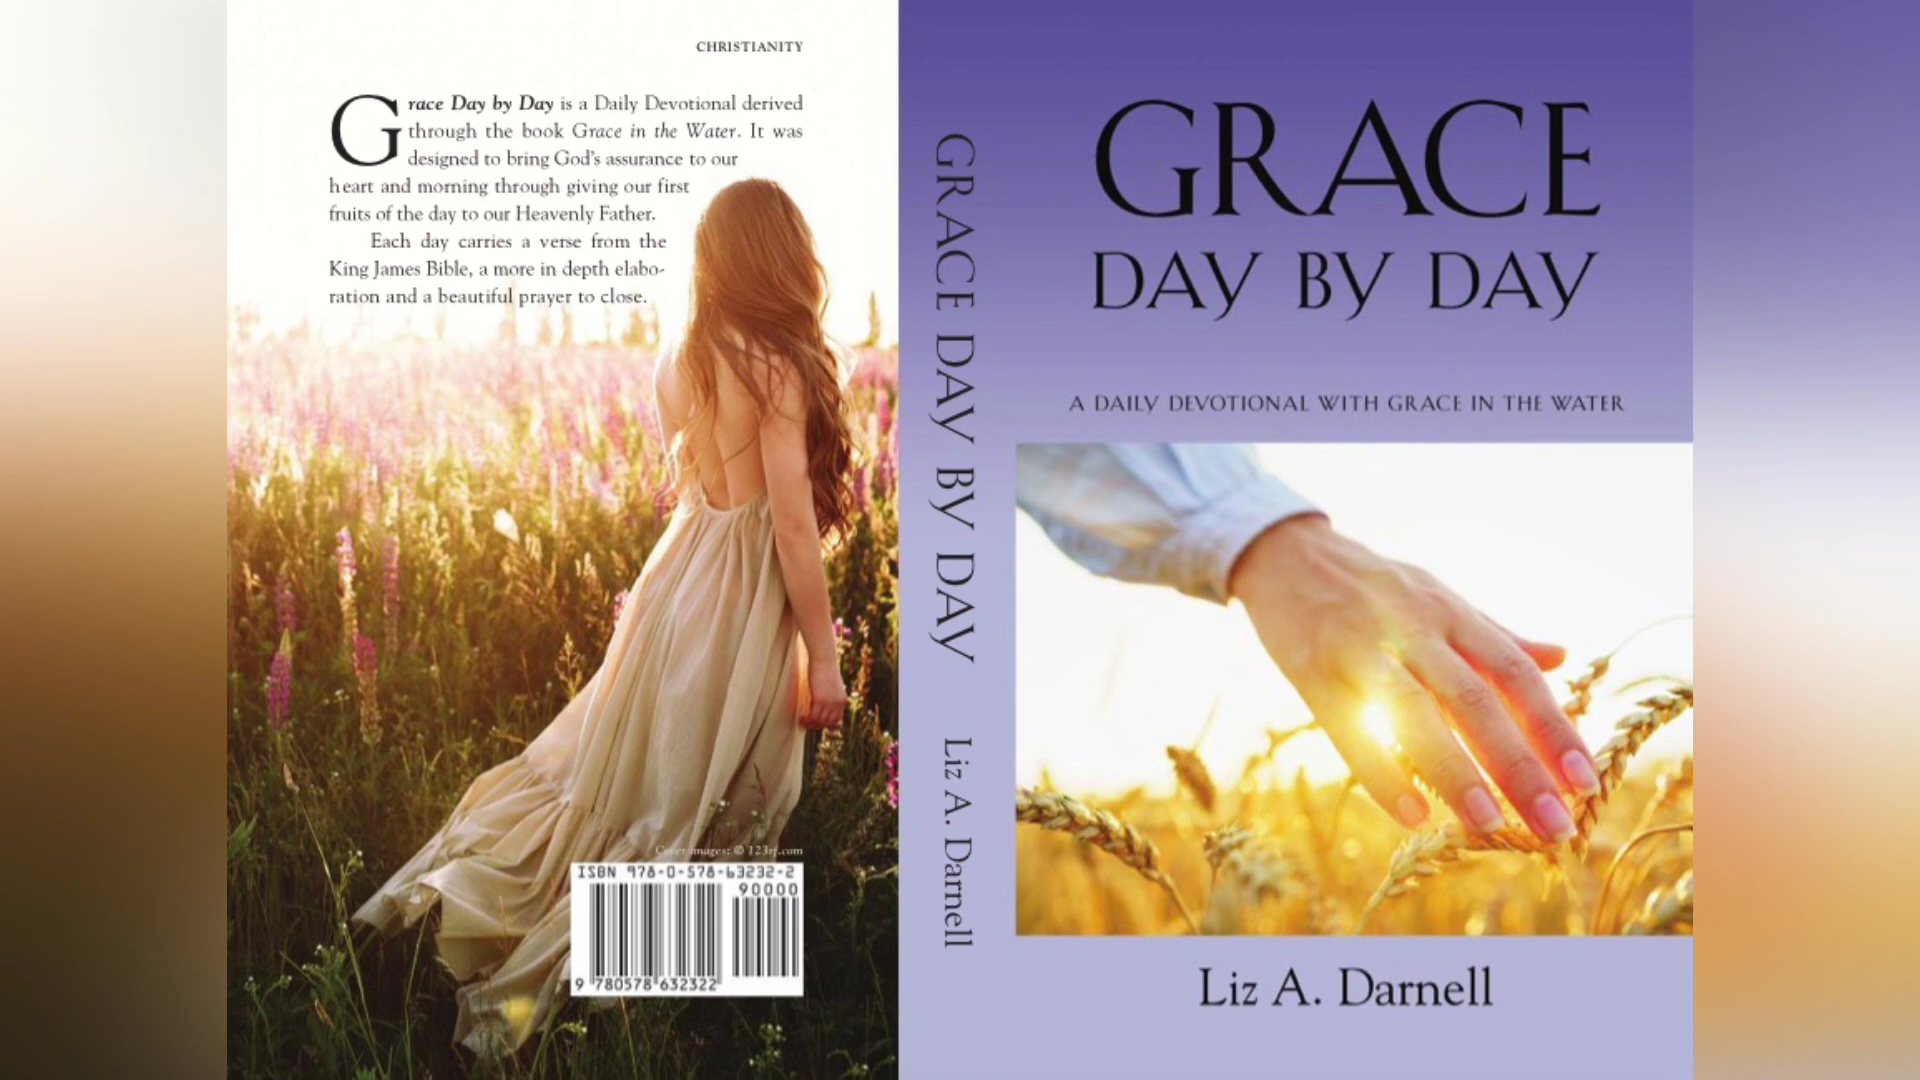 CHRISTIANITY
Grace Day by Day is a Daily Devotional derived
through the book Grace in the Water. It was
designed to bring God's assurance to our
heart and morning through giving our first
fruits of the day to our Heavenly Father.
Each day carries a verse from the
King James Bible, a more in depth elabo-
ration and a beautiful prayer to close.
Cover images: © 123rf.com
ISBN 978-0-578-63232-2
90000
9 780578 632322
GRACE DAY BY DAY Liz A. Darnell
GRACE
DAY BY DAY
A DAILY DEVOTIONAL WITH GRACE IN THE WATER
Liz A. Darnell